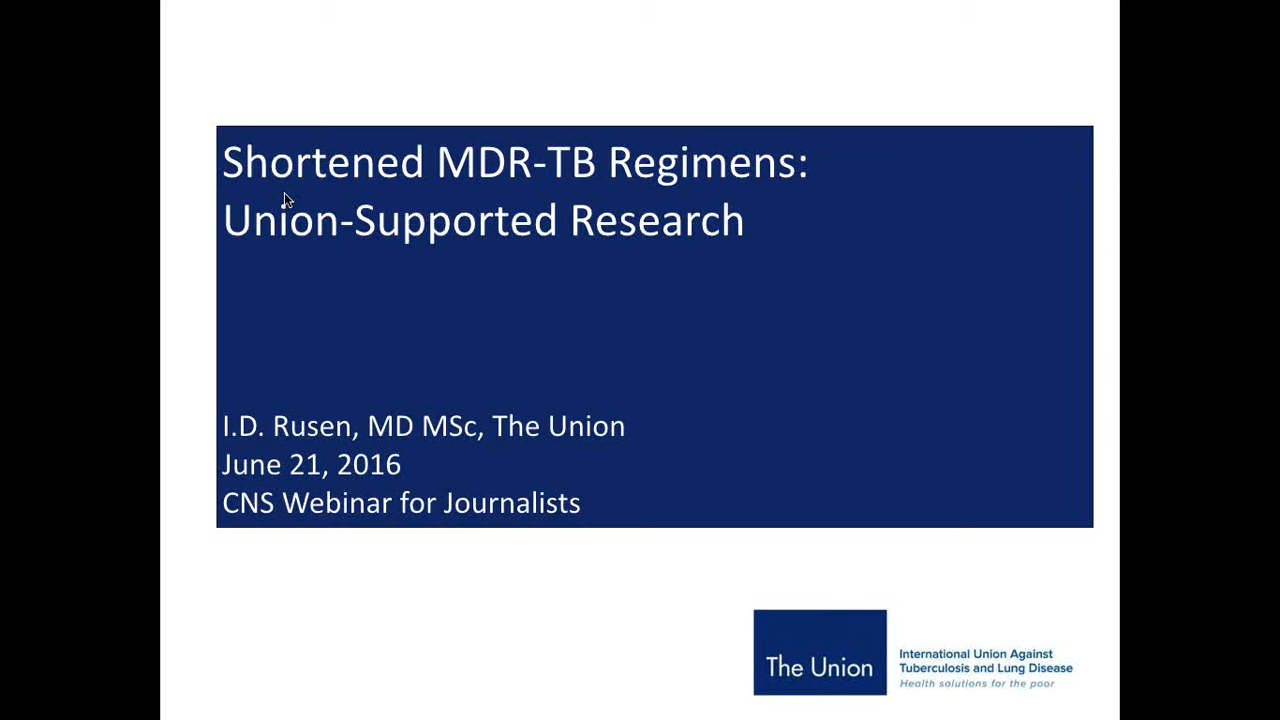 Shortened MDR-TB Regimens:
Union-Supported Research
I.D. Rusen, MD MSc, The Union
June 21, 2016
CNS Webinar for Journalists
The Union
International Union Against
Tuberculosis and Lung Disease
Health solutions for the poor